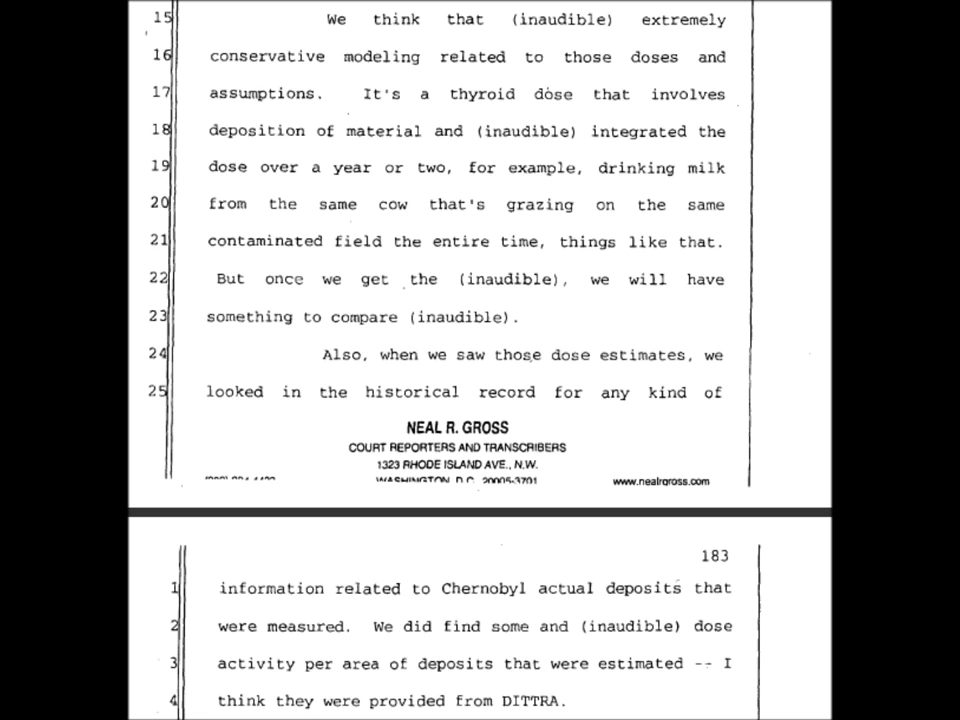 15 We think that (inaudible) extremely
16 conservative modeling related to those doses and
17 assumptions. It's a thyroid dose that involves
18 deposition of material and (inaudible) integrated the
19 dose over a year or two, for example, drinking milk
20 from the same cow that's grazing on the same
21 contaminated field the entire time, things like that.
22 But once we get the (inaudible), we will have
23 something to compare (inaudible).
24 Also, when we saw those dose estimates, we
25 looked in the historical record for any kind of
NEAL R. GROSS
COURT REPORTERS AND TRANSCRIBERS
1323 RHODE ISLAND AVE., N.W.
WASHINGTON, D.C. 20005-3701 www.nealrgross.com
183
1 information related to Chernobyl actual deposits that
2 were measured. We did find some and (inaudible) dose
3 activity per area of deposits that were estimated -- I
4 think they were provided from DITTRA.